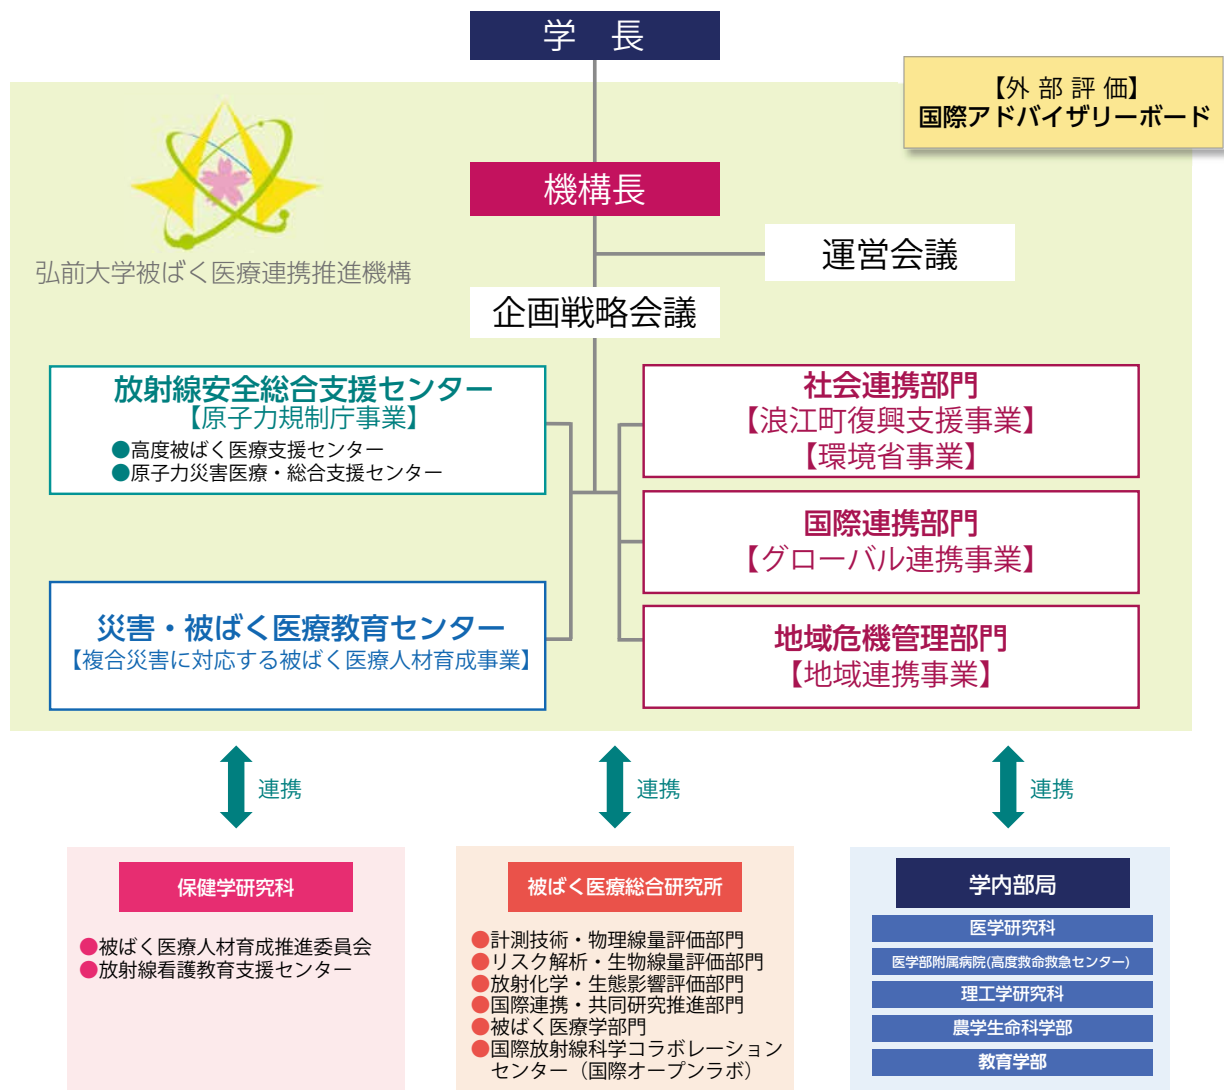 学　長
【外 部 評 価】
国際アドバイザリーボード
機構長
運営会議
弘前大学被ばく医療連携推進機構
企画戦略会議
放射線安全総合支援センター
【原子力規制庁事業】
●高度被ばく医療支援センター
●原子力災害医療・総合支援センター
災害・被ばく医療教育センター
【複合災害に対応する被ばく医療人材育成事業】
社会連携部門
【浪江町復興支援事業】
【環境省事業】
国際連携部門
【グローバル連携事業】
地域危機管理部門
【地域連携事業】
連携
連携
連携
保健学研究科
●被ばく医療人材育成推進委員会
●放射線看護教育支援センター
被ばく医療総合研究所
●計測技術・物理線量評価部門
●リスク解析・生物線量評価部門
●放射化学・生態影響評価部門
●国際連携・共同研究推進部門
●被ばく医療学部門
●国際放射線科学コラボレーション
センター（国際オープンラボ）
学内部局
医学研究科
医学部附属病院(高度救命救急センター)
理工学研究科
農学生命科学部
教育学部